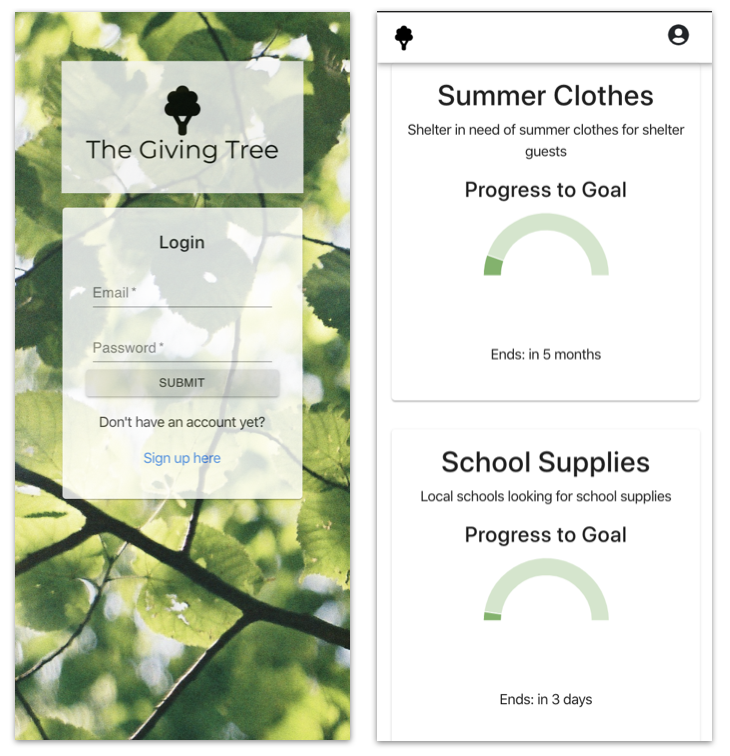 The Giving Tree
Login
Email *
Password *
SUBMIT
Don't have an account yet?
Sign up here
Summer Clothes
Shelter in need of summer clothes for shelter
guests
Progress to Goal
Ends: in 5 months
School Supplies
Local schools looking for school supplies
Progress to Goal
Ends: in 3 days